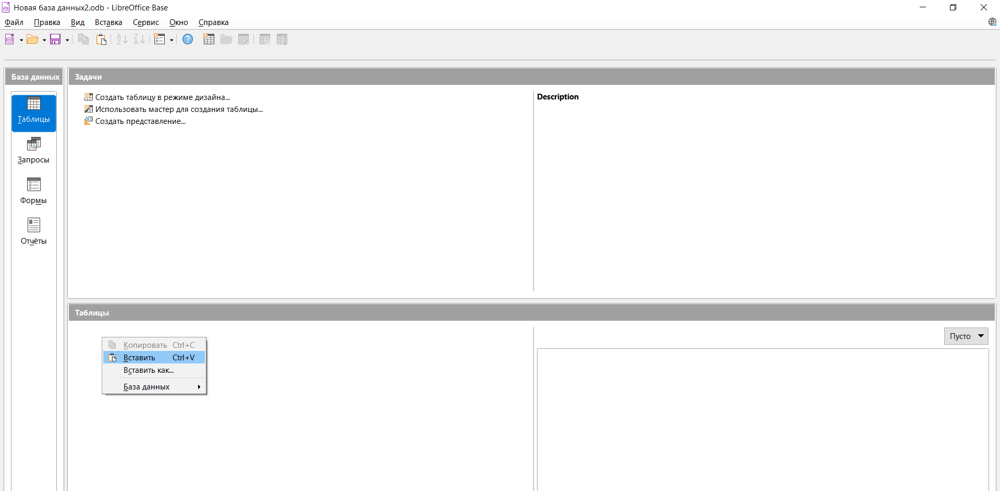 Новая база данных2.odb - LibreOffice Base
Файл Правка Вид Вставка Сервис Окно Справка
База данных
Таблицы
Запросы
Формы
Отчёты
Задачи
Создать таблицу в режиме дизайна...
Использовать мастер для создания таблицы...
Создать представление...
Description
Таблицы
Копировать Ctrl+C
Вставить Ctrl+V
Вставить как...
База данных
Пусто